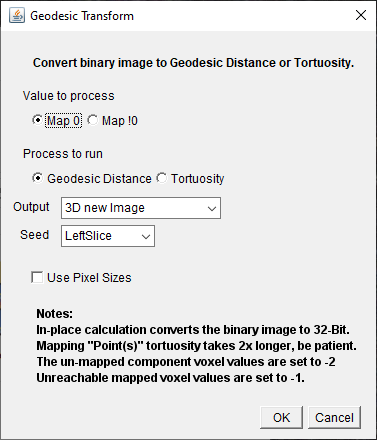 Geodesic Transform
Convert binary image to Geodesic Distance or Tortuosity.
Value to process
Map 0 Map !0
Process to run
Geodesic Distance Tortuosity
Output 3D new Image
Seed LeftSlice
Use Pixel Sizes
Notes:
In-place calculation converts the binary image to 32-Bit.
Mapping "Point(s)" tortuosity takes 2x longer, be patient.
The un-mapped component voxel values are set to -2
Unreachable mapped voxel values are set to -1.
OK Cancel